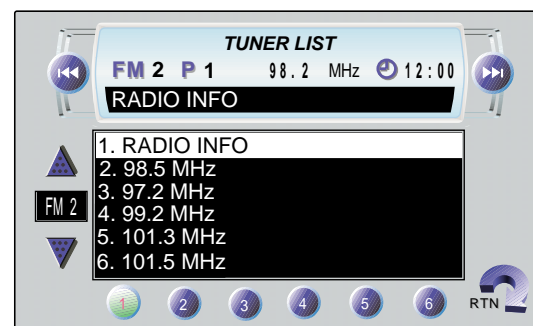 TUNER LIST
FM 2 P 1 98.2 MHz 12:00
RADIO INFO
1. RADIO INFO
2. 98.5 MHz
3. 97.2 MHz
FM 2
4. 99.2 MHz
5. 101.3 MHz
6. 101.5 MHz
1 2 3 4 5 6 RTN